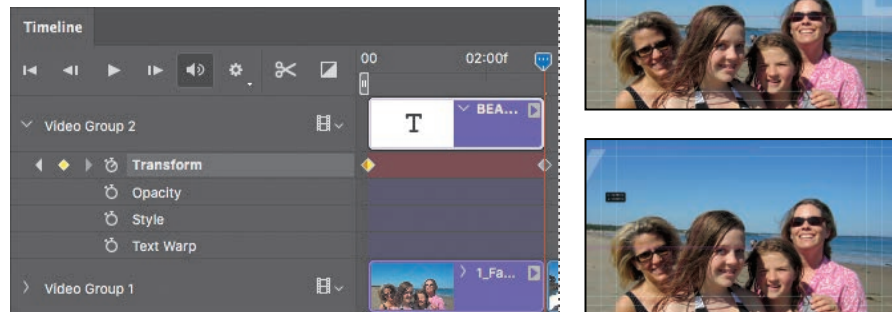 Timeline
00 02:00f
Video Group 2
T BEA...
Transform
Opacity
Style
Text Warp
Video Group 1
1_Fa...